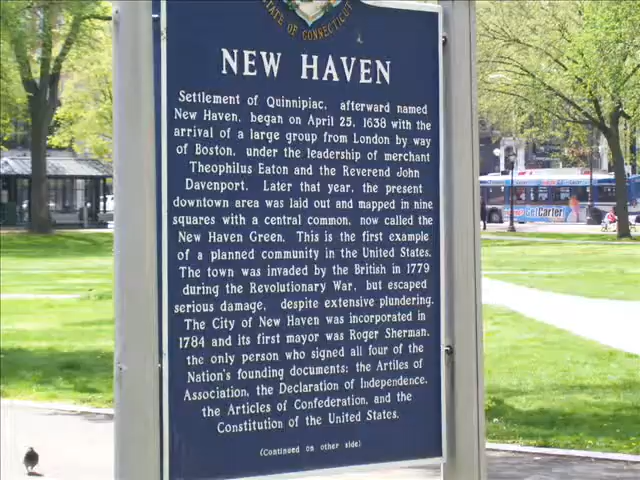 STATE OF CONNECTICUT
NEW HAVEN
Settlement of Quinnipiac, afterward named
New Haven, began on April 25, 1638 with the
arrival of a large group from London by way
of Boston, under the leadership of merchant
Theophilus Eaton and the Reverend John
Davenport. Later that year, the present
downtown area was laid out and mapped in nine
squares with a central common, now called the
New Haven Green. This is the first example
of a planned community in the United States.
The town was invaded by the British in 1779
during the Revolutionary War, but escaped
serious damage, despite extensive plundering.
The City of New Haven was incorporated in
1784 and its first mayor was Roger Sherman,
the only person who signed all four of the
Nation's founding documents: the Artiles of
Association, the Declaration of Independence,
the Articles of Confederation, and the
Constitution of the United States.
(Continued on other side)
GetCarter